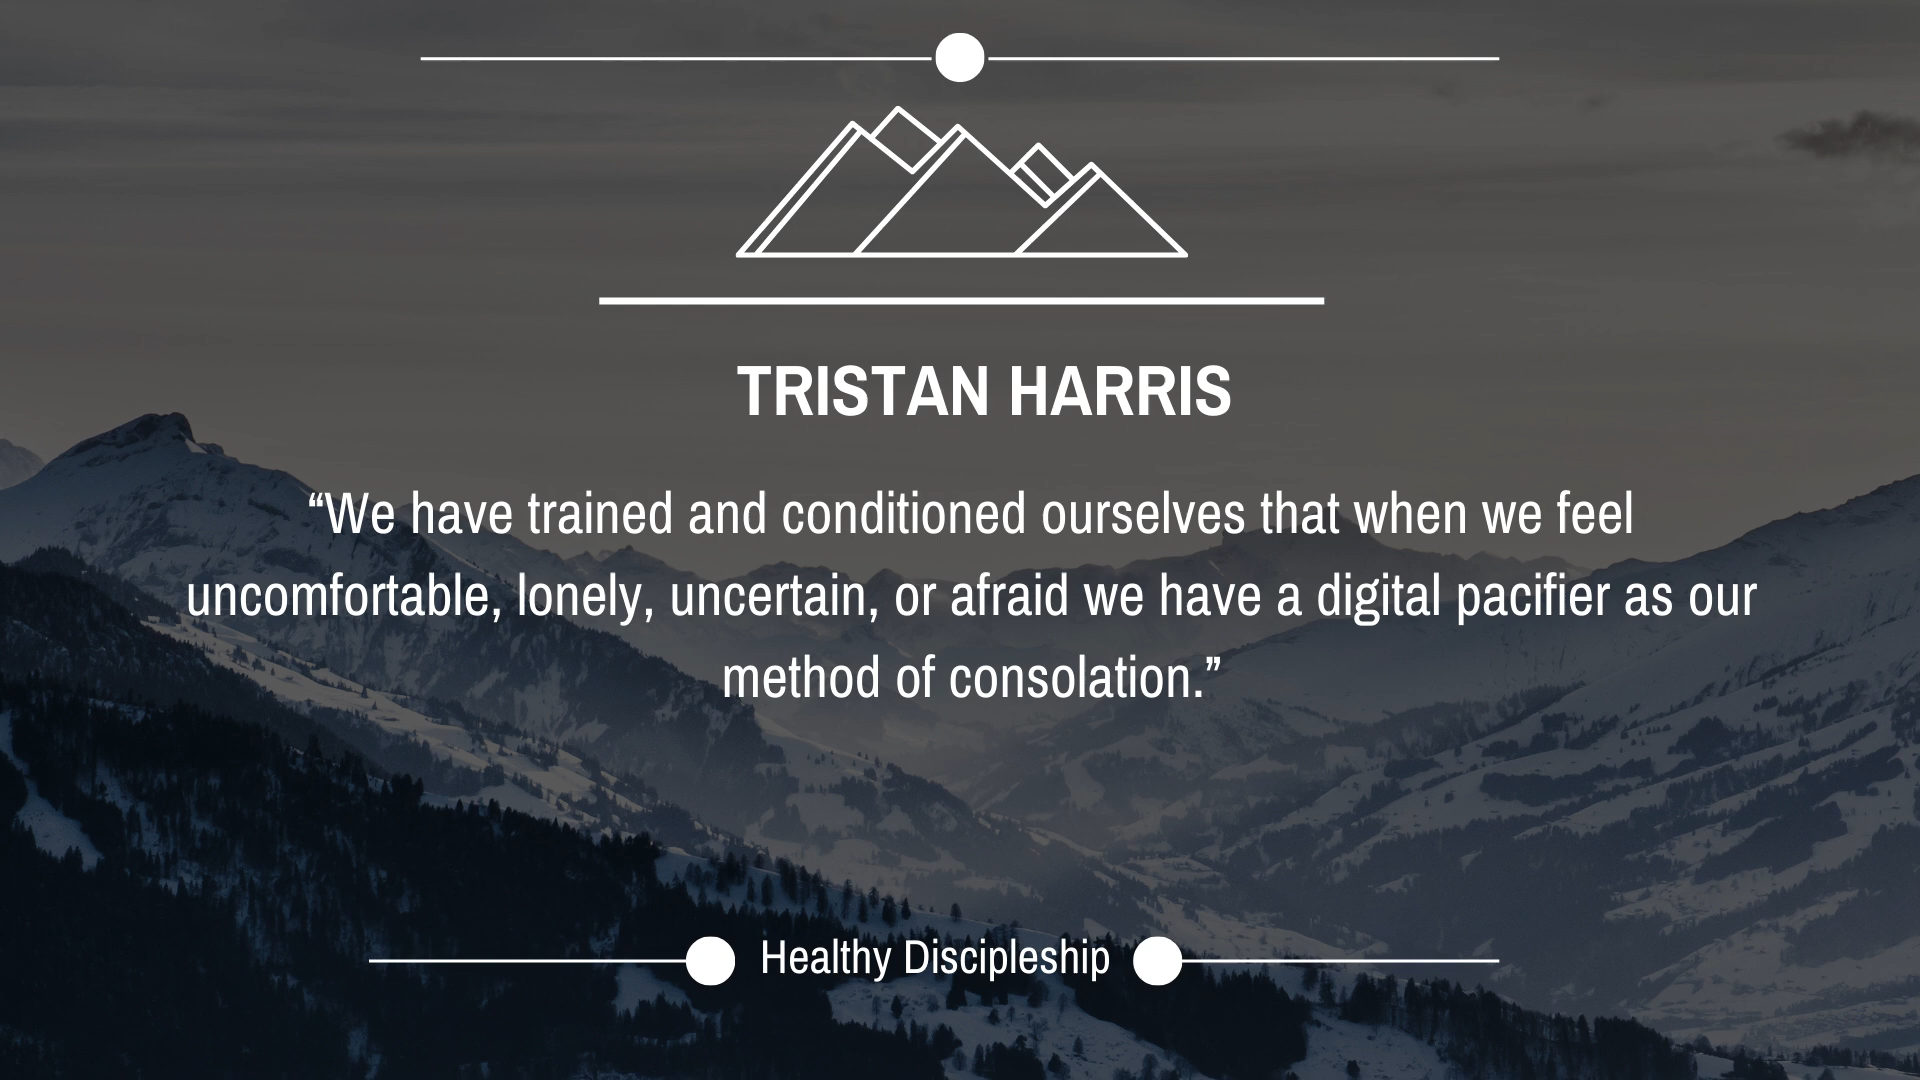 TRISTAN HARRIS
“We have trained and conditioned ourselves that when we feel
uncomfortable, lonely, uncertain, or afraid we have a digital pacifier as our
method of consolation.”
Healthy Discipleship